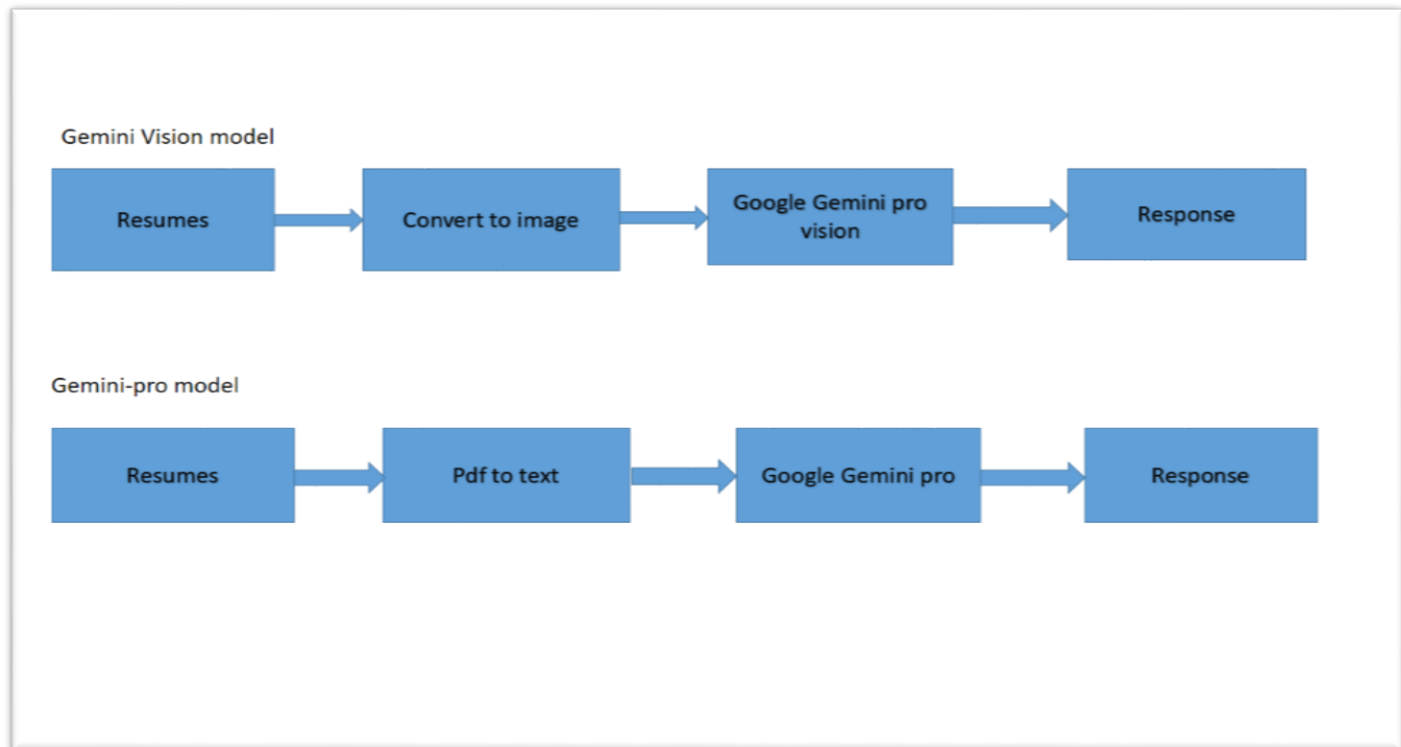 Gemini Vision model
Resumes
Convert to image
Google Gemini pro
vision
Response
Gemini-pro model
Resumes
Pdf to text
Google Gemini pro
Response